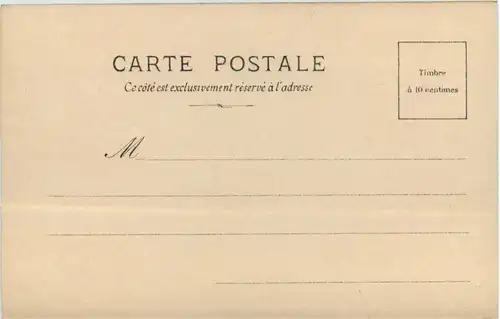 CARTE POSTALE
Ce côté est exclusivement réservé à l'adresse
Timbre
à 10 centimes
M